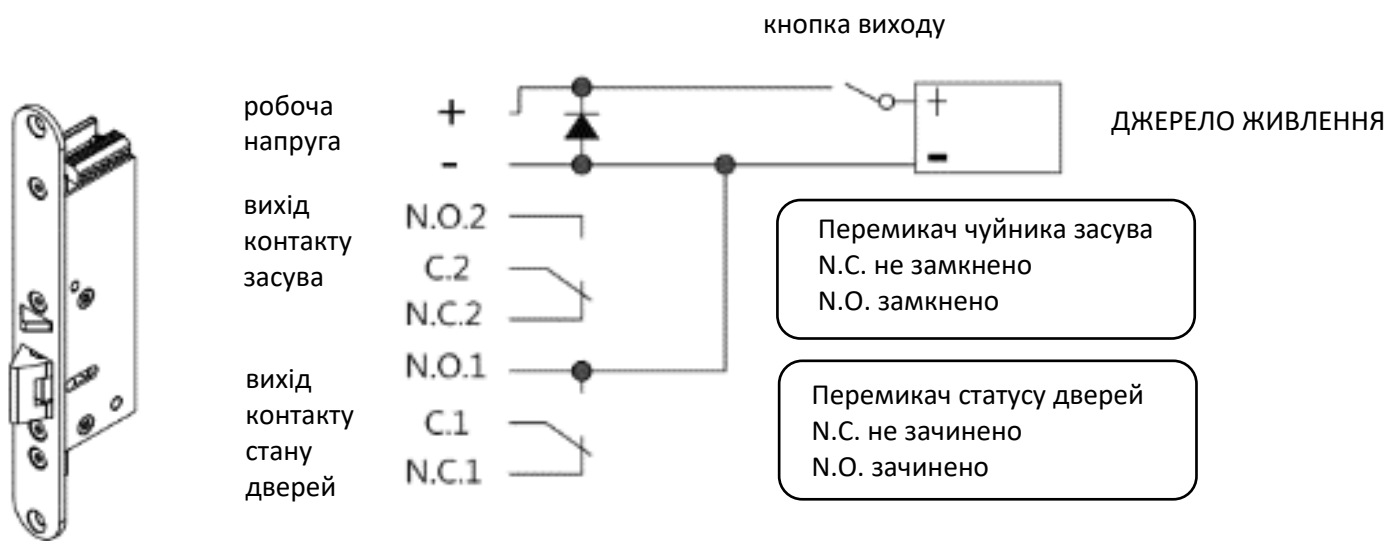 кнопка виходу
робоча
напруга
+
-
+
-
ДЖЕРЕЛО ЖИВЛЕННЯ
вихід
контакту
засува
N.O.2
C.2
N.C.2
Перемикач чуйника засува
N.C. не замкнено
N.O. замкнено
вихід
контакту
стану
дверей
N.O.1
C.1
N.C.1
Перемикач статусу дверей
N.C. не зачинено
N.O. зачинено